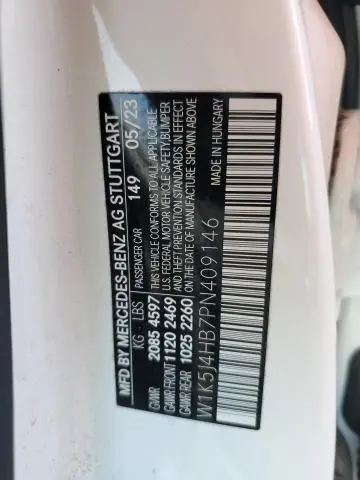 MFD BY MERCEDES-BENZ AG STUTTGART
KG - LBS PASSENGER CAR 149 05/23
GVWR 2085 4597 THIS VEHICLE CONFORMS TO ALL APPLICABLE
GAWR FRONT 1120 2469 FEDERAL MOTOR VEHICLE SAFETY, BUMPER
GAWR REAR 1025 2260 AND THEFT PREVENTION STANDARDS IN EFFECT
ON THE DATE OF MANUFACTURE SHOWN ABOVE.
W1K5J4HB7PN409146 MADE IN HUNGARY